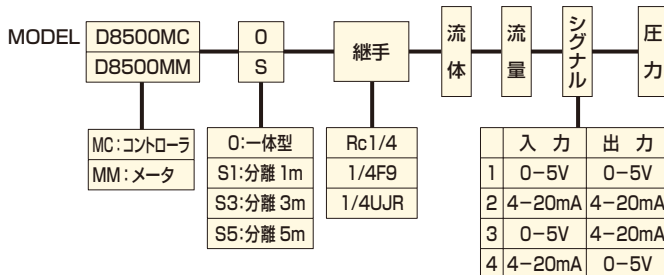 MODEL D8500MC O 継手 流体 流量 シグナル 圧力
D8500MM S
MC:コントローラ
MM:メータ
O:一体型
S1:分離 1m
S3:分離 3m
S5:分離 5m
Rc1/4
1/4F9
1/4UJR
入 力 出 力
1 0-5V 0-5V
2 4-20mA 4-20mA
3 0-5V 4-20mA
4 4-20mA 0-5V